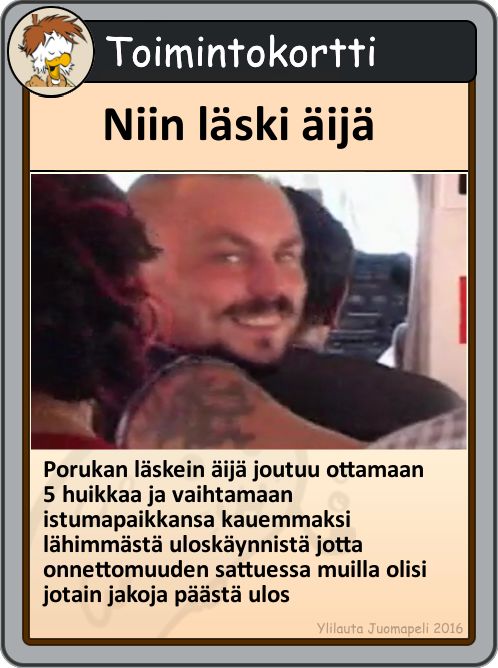 Toimintokortti
Niin läski äijä
Porukan läskein äijä joutuu ottamaan
5 huikkaa ja vaihtamaan
istumapaikkansa kauemmaksi
lähimmästä uloskäynnistä jotta
onnettomuuden sattuessa muilla olisi
jotain jakoja päästä ulos
Ylilauta Juomapeli 2016